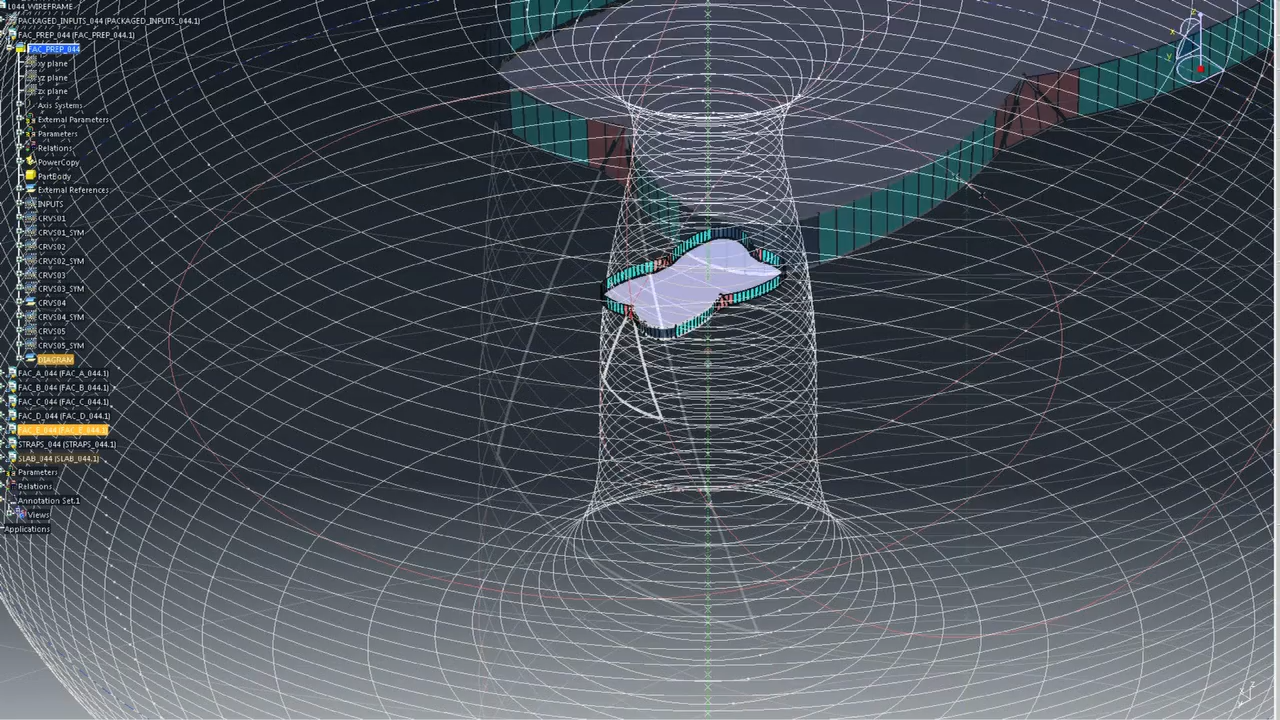 L044_WIREFRAME
PACKAGED_INPUTS_044 (PACKAGED_INPUTS_044.1)
FAC_PREP_044 (FAC_PREP_044.1)
FAC_PREP_044
xy plane
yz plane
zx plane
Axis Systems
External Parameters
Parameters
Relations
PowerCopy
PartBody
External References
INPUTS
CRVS01
CRVS01_SYM
CRVS02
CRVS02_SYM
CRVS03
CRVS03_SYM
CRVS04
CRVS04_SYM
CRVS05
CRVS05_SYM
DIAGRAM
FAC_A_044 (FAC_A_044.1)
FAC_B_044 (FAC_B_044.1)
FAC_C_044 (FAC_C_044.1)
FAC_D_044 (FAC_D_044.1)
FAC_E_044 (FAC_E_044.1)
STRAPS_044 (STRAPS_044.1)
SLAB_044 (SLAB_044.1)
Parameters
Relations
Annotation Set.1
Views
Applications
z
x
y